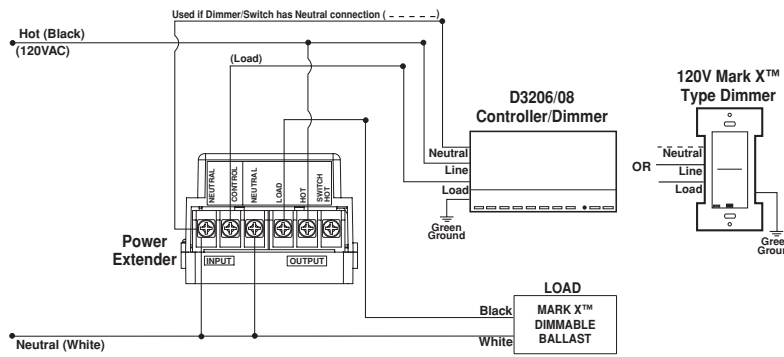 Used if Dimmer/Switch has Neutral connection ( - - - - - )
Hot (Black)
(120VAC)
(Load)
D3206/08
Controller/Dimmer
120V Mark X™
Type Dimmer
NEUTRAL
CONTROL
NEUTRAL
LOAD
HOT
SWITCH
HOT
Neutral
Line
Load
OR
Neutral
Line
Load
Green
Ground
Green
Ground
Power
Extender
INPUT
OUTPUT
LOAD
Black
White
MARK X™
DIMMABLE
BALLAST
Neutral (White)